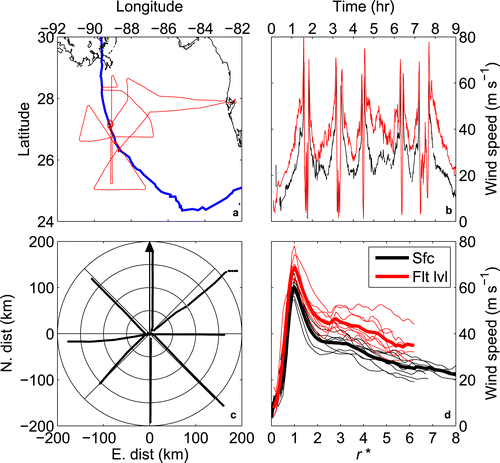 Longitude
−92 −90 −88 −86 −84 −82
Latitude
30
28
26
24
a
Time (hr)
0 1 2 3 4 5 6 7 8 9
Wind speed (m s−1)
80
60
40
20
0
b
N. dist (km)
200
100
0
−100
−200
−200 −100 0 100 200
E. dist (km)
c
Sfc
Flt lvl
Wind speed (m s−1)
80
60
40
20
0
0 1 2 3 4 5 6 7 8
r*
d